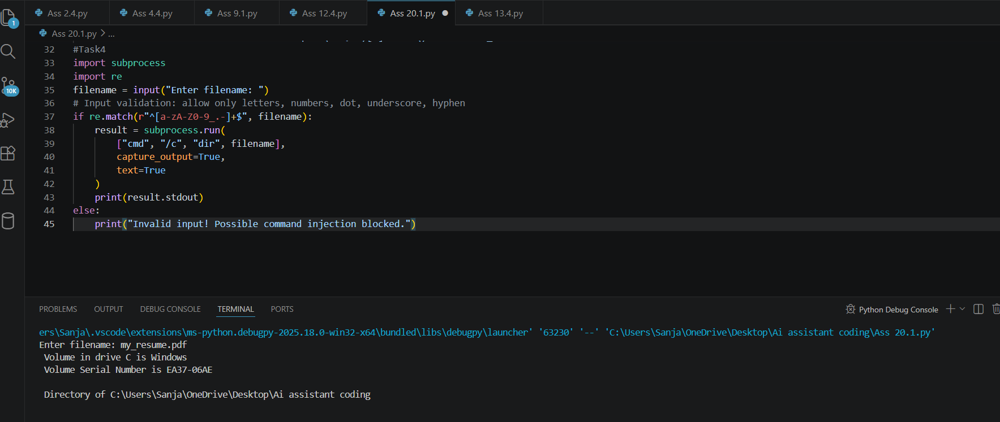 Ass 2.4.py
Ass 4.4.py
Ass 9.1.py
Ass 12.4.py
Ass 20.1.py
Ass 13.4.py
1
10K
Ass 20.1.py > ...
32 #Task4
33 import subprocess
34 import re
35 filename = input("Enter filename: ")
36 # Input validation: allow only letters, numbers, dot, underscore, hyphen
37 if re.match(r"^[a-zA-Z0-9_.-]+$", filename):
38     result = subprocess.run(
39         ["cmd", "/c", "dir", filename],
40         capture_output=True,
41         text=True
42     )
43     print(result.stdout)
44 else:
45     print("Invalid input! Possible command injection blocked.")
PROBLEMS OUTPUT DEBUG CONSOLE TERMINAL PORTS
Python Debug Console
ers\Sanja\.vscode\extensions\ms-python.debugpy-2025.18.0-win32-x64\bundled\libs\debugpy\launcher' '63230' '--' 'C:\Users\Sanja\OneDrive\Desktop\Ai assistant coding\Ass 20.1.py'
Enter filename: my_resume.pdf
Volume in drive C is Windows
Volume Serial Number is EA37-06AE
Directory of C:\Users\Sanja\OneDrive\Desktop\Ai assistant coding